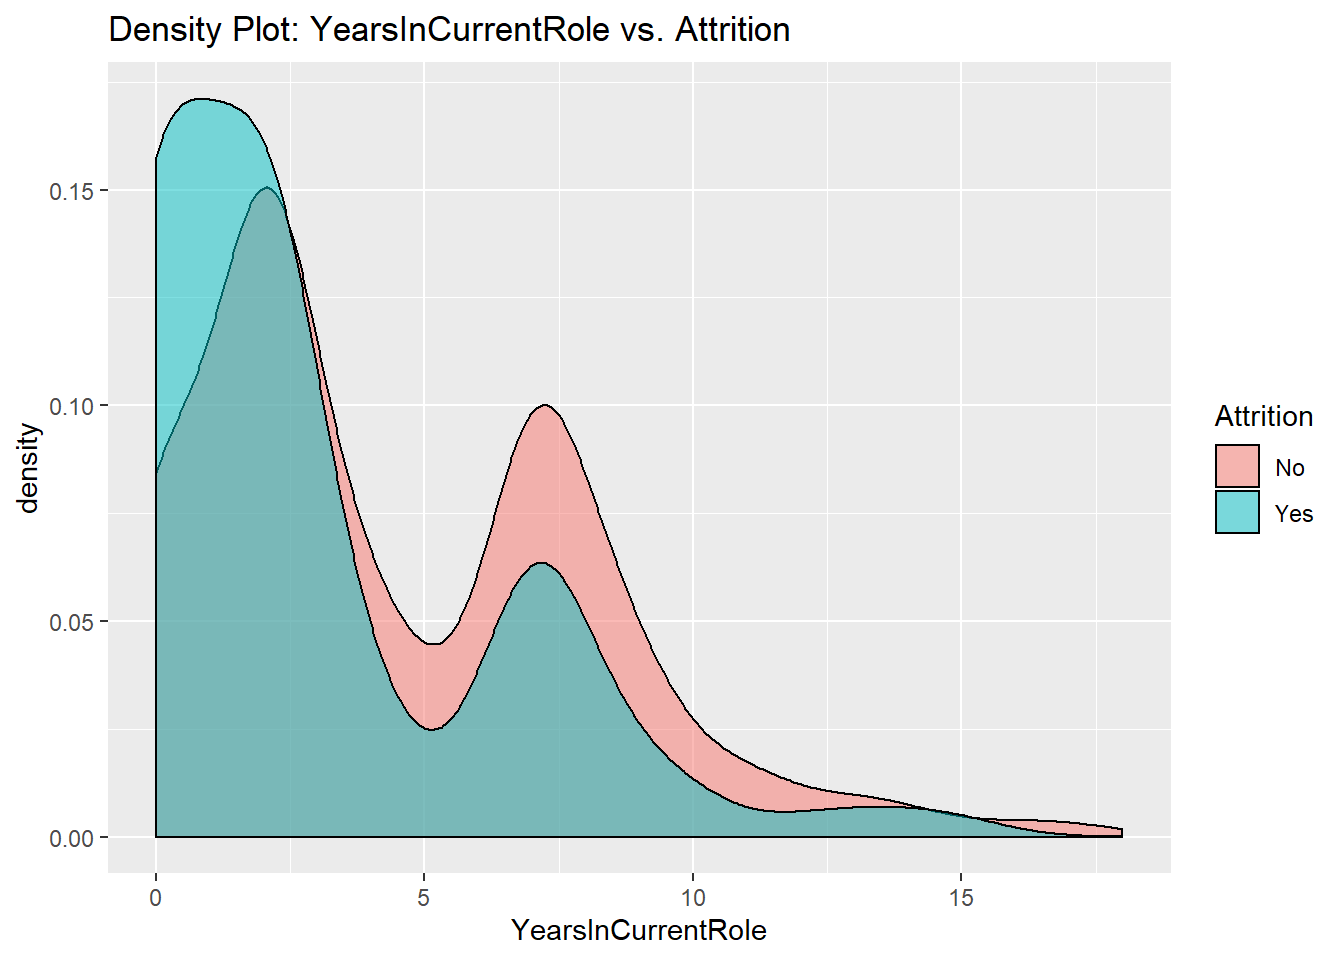 Density Plot: YearsInCurrentRole vs. Attrition
0.15
0.10
0.05
0.00
density
0
5
10
15
YearsInCurrentRole
Attrition
No
Yes